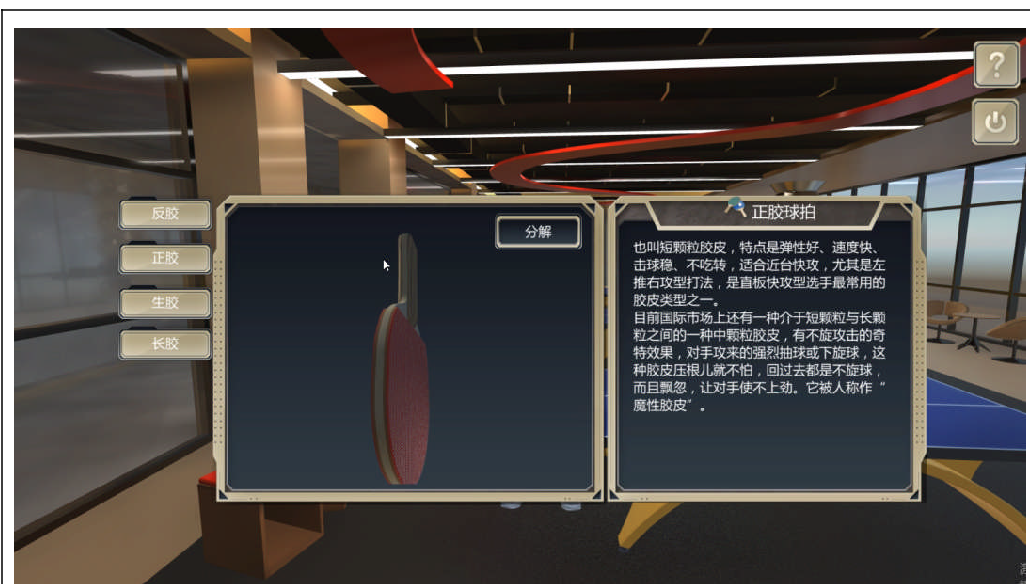 ?
反胶
正胶
生胶
长胶
分解
正胶球拍
也叫短颗粒胶皮，特点是弹性好、速度快、
击球稳、不吃转，适合近台快攻，尤其是左
推右攻型打法，是直板快攻型选手最常用的
胶皮类型之一。
目前国际市场上还有一种介于短颗粒与长颗
粒之间的一种中颗粒胶皮，有不旋攻击的奇
特效果，对手攻来的强烈抽球或下旋球，这
种胶皮压根儿就不怕，回过去都是不旋球，
而且飘忽，让对手使不上劲。它被人称作“
魔性胶皮”。